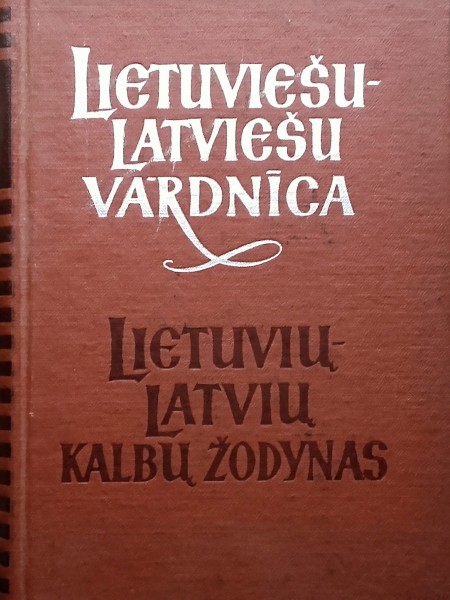 LIETUVIEŠU-
LATVIEŠU
VĀRDNĪCA
LIETUVIŲ-
LATVIŲ
KALBŲ ŽODYNAS